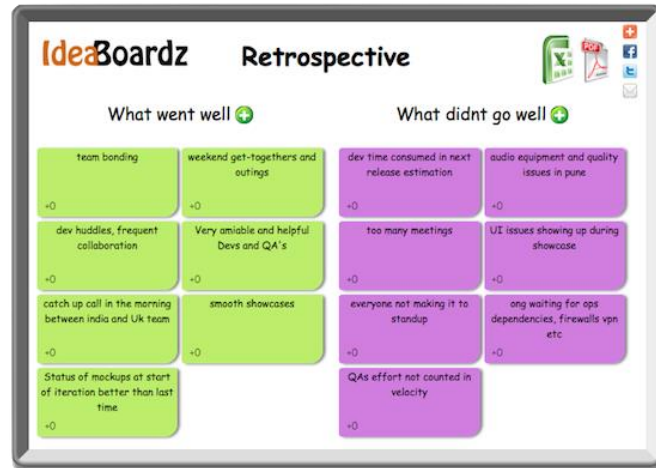 IdeaBoardz
Retrospective
What went well
What didnt go well
team bonding
+0
weekend get-togethers and
outings
+0
dev time consumed in next
release estimation
+0
audio equipment and quality
issues in pune
+0
dev huddles, frequent
collaboration
+0
Very amiable and helpful
Devs and QA's
+0
too many meetings
+0
UI issues showing up during
showcase
+0
catch up call in the morning
between india and Uk team
+0
smooth showcases
+0
everyone not making it to
standup
+0
ong waiting for ops
dependencies, firewalls vpn
etc
+0
Status of mockups at start
of iteration better than last
time
+0
QAs effort not counted in
velocity
+0
PDF